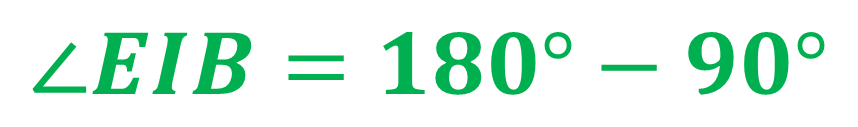 ∠EIB = 180° − 90°